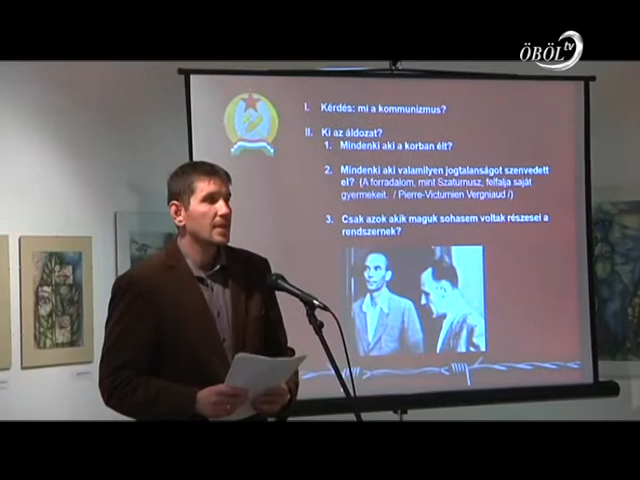 ÖBÖL tv
I. Kérdés: mi a kommunizmus?
II. Ki az áldozat?
1. Mindenki aki a korban élt?
2. Mindenki aki valamilyen jogtalanságot szenvedett
el? (A forradalom, mint Szaturnusz, felfalja saját
gyermekeit. / Pierre-Victurnien Vergniaud /)
3. Csak azok akik maguk sohasem voltak részesei a
rendszernek?